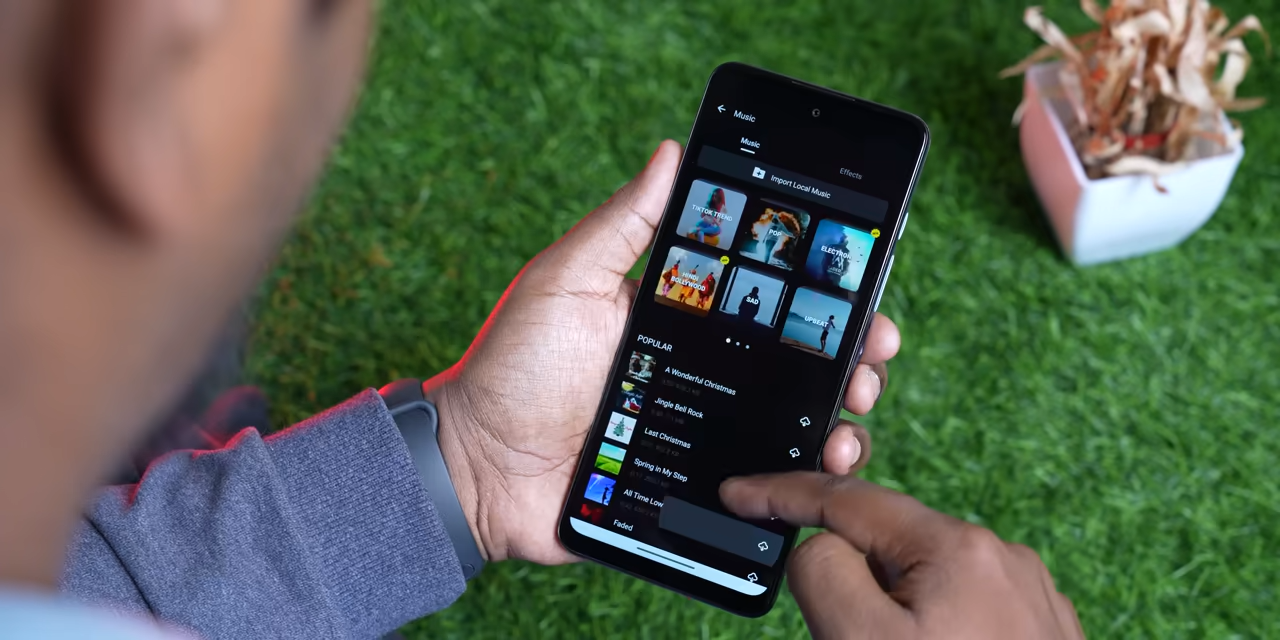 Music
Music
Effects
Import Local Music
TIKTOK TREND
POP
ELECTRONIC
HINDI
BOLLYWOOD
SAD
UPBEAT
POPULAR
A Wonderful Christmas
Jingle Bell Rock
Last Christmas
Spring in My Step
All Time Low
Faded